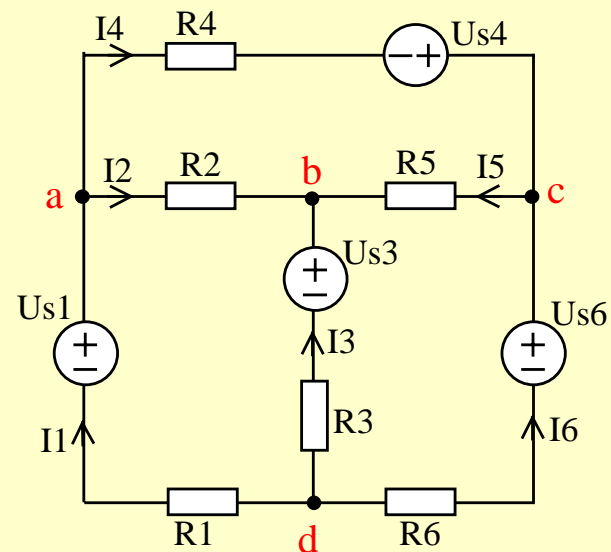 I4 R4 Us4
− +
I2 R2 b R5 I5
a c
Us3
+
−
Us1 Us6
+ +
− −
I3
I1 R3 I6
R1 R6
d